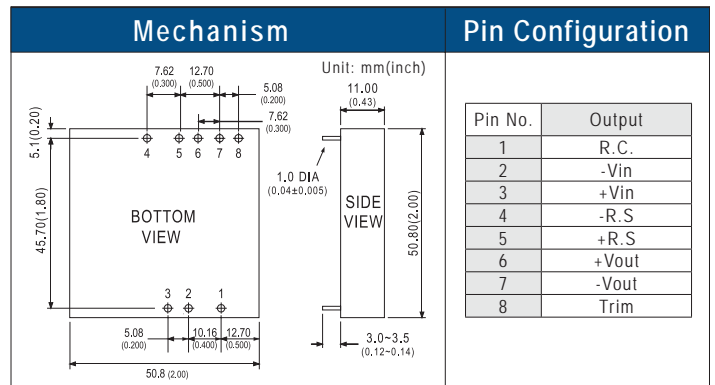 Mechanism
Pin Configuration
Unit: mm(inch)
7.62
(0.300)
12.70
(0.500)
5.08
(0.200)
7.62
(0.300)
11.00
(0.43)
5.1(0.20)
4 5 6 7 8
1.0 DIA
(0.04±0.005)
45.70(1.80)
BOTTOM
VIEW
SIDE
VIEW
50.80(2.00)
3 2 1
5.08
(0.200)
10.16
(0.400)
12.70
(0.500)
3.0~3.5
(0.12~0.14)
50.8 (2.00)
Pin No. Output
1 R.C.
2 -Vin
3 +Vin
4 -R.S
5 +R.S
6 +Vout
7 -Vout
8 Trim